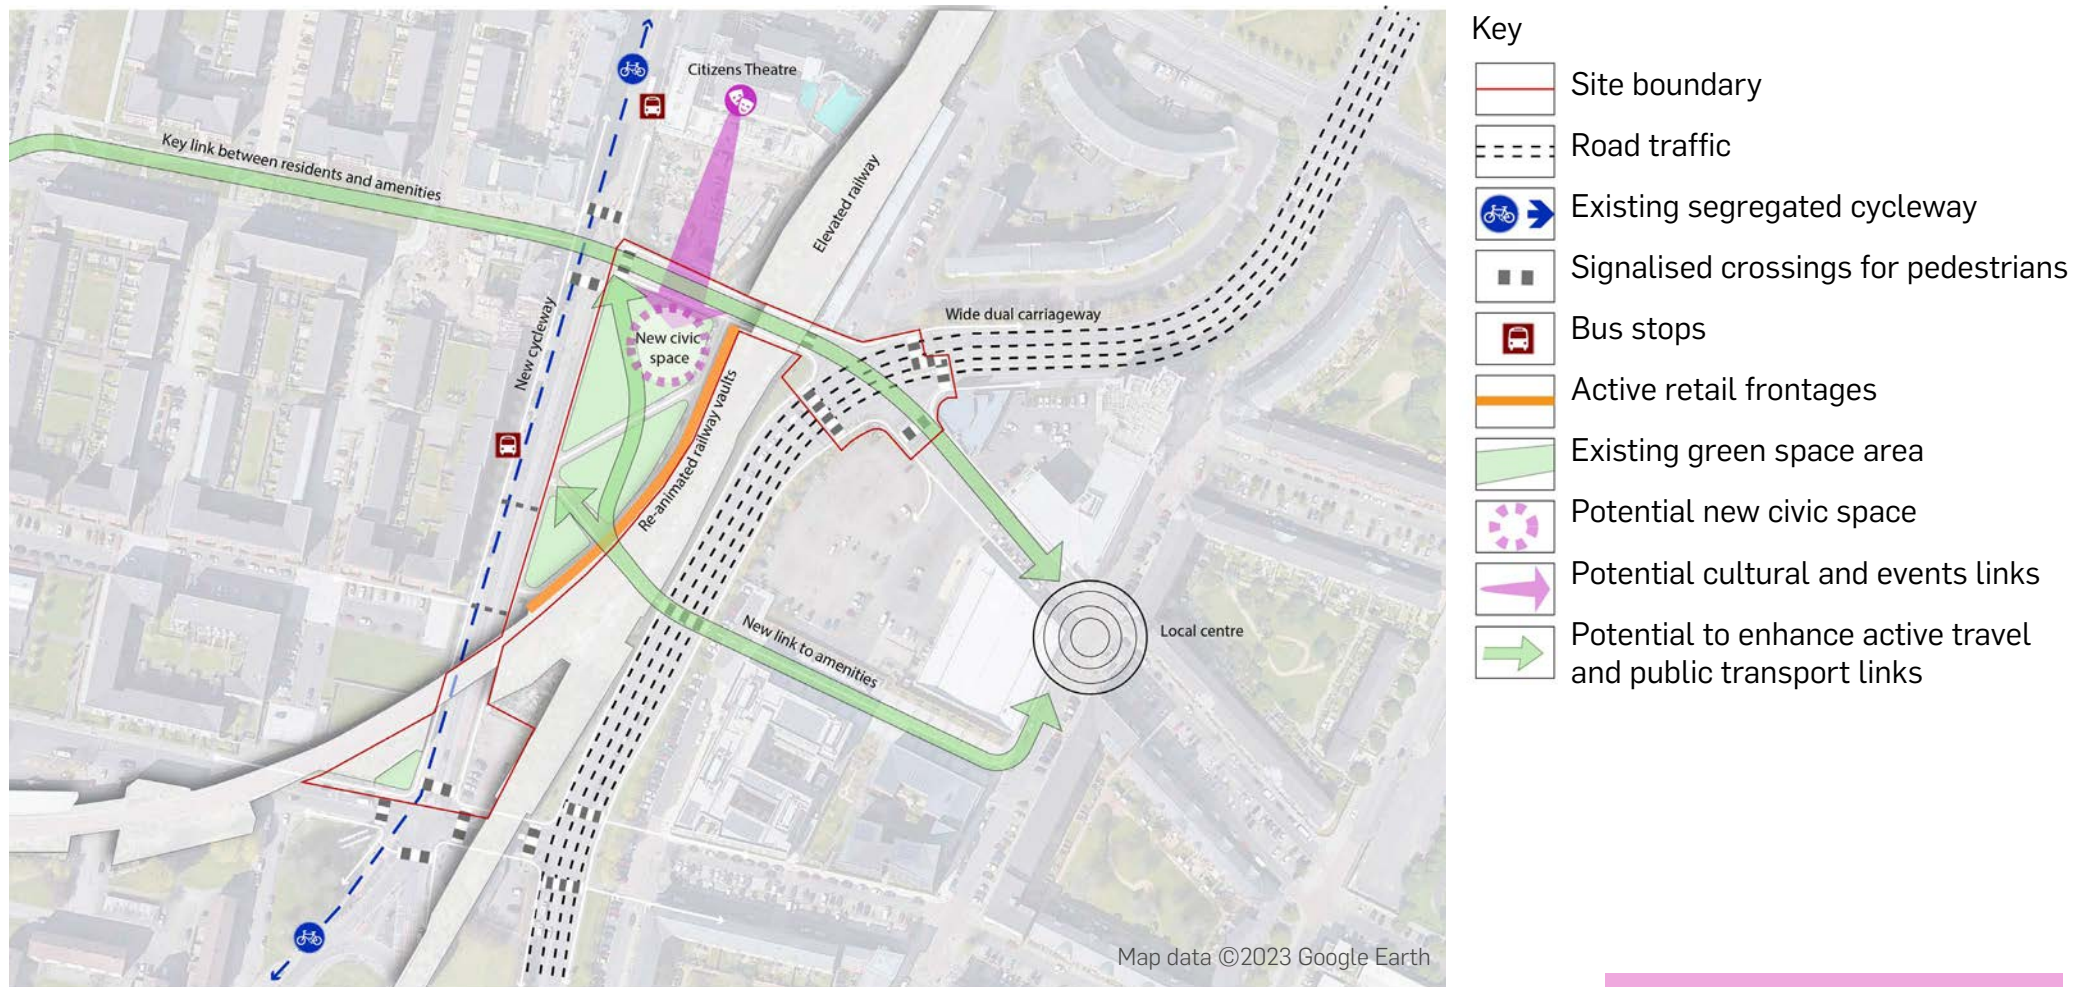 Citizens Theatre
Key link between residents and amenities
Elevated railway
New cycleway
New civic
space
Wide dual carriageway
Re-animated railway vaults
New link to amenities
Local centre
Map data ©2023 Google Earth
Key
Site boundary
Road traffic
Existing segregated cycleway
Signalised crossings for pedestrians
Bus stops
Active retail frontages
Existing green space area
Potential new civic space
Potential cultural and events links
Potential to enhance active travel
and public transport links